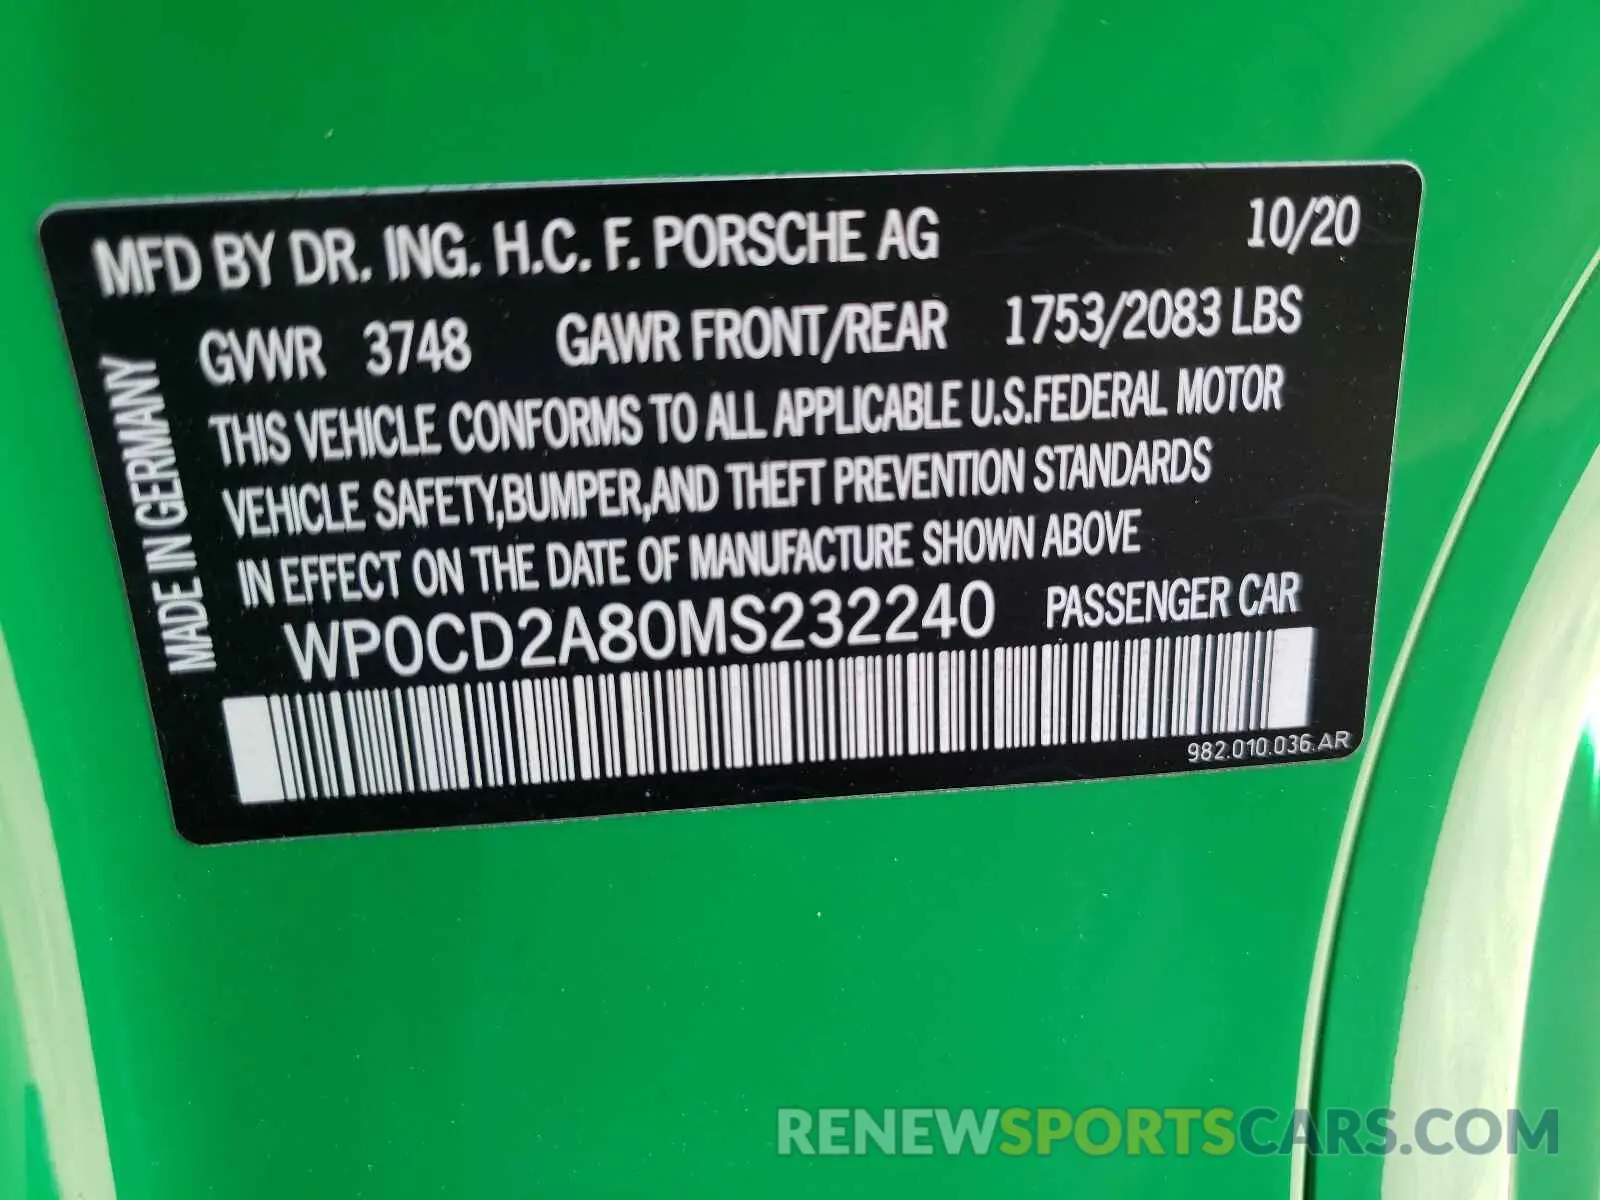 MFD BY DR. ING. H.C. F. PORSCHE AG 10/20
GVWR 3748 GAWR FRONT/REAR 1753/2083 LBS
THIS VEHICLE CONFORMS TO ALL APPLICABLE U.S.FEDERAL MOTOR
VEHICLE SAFETY,BUMPER,AND THEFT PREVENTION STANDARDS
IN EFFECT ON THE DATE OF MANUFACTURE SHOWN ABOVE
WP0CD2A80MS232240 PASSENGER CAR
MADE IN GERMANY
982.010.036.AR
RENEWSPORTSCARS.COM